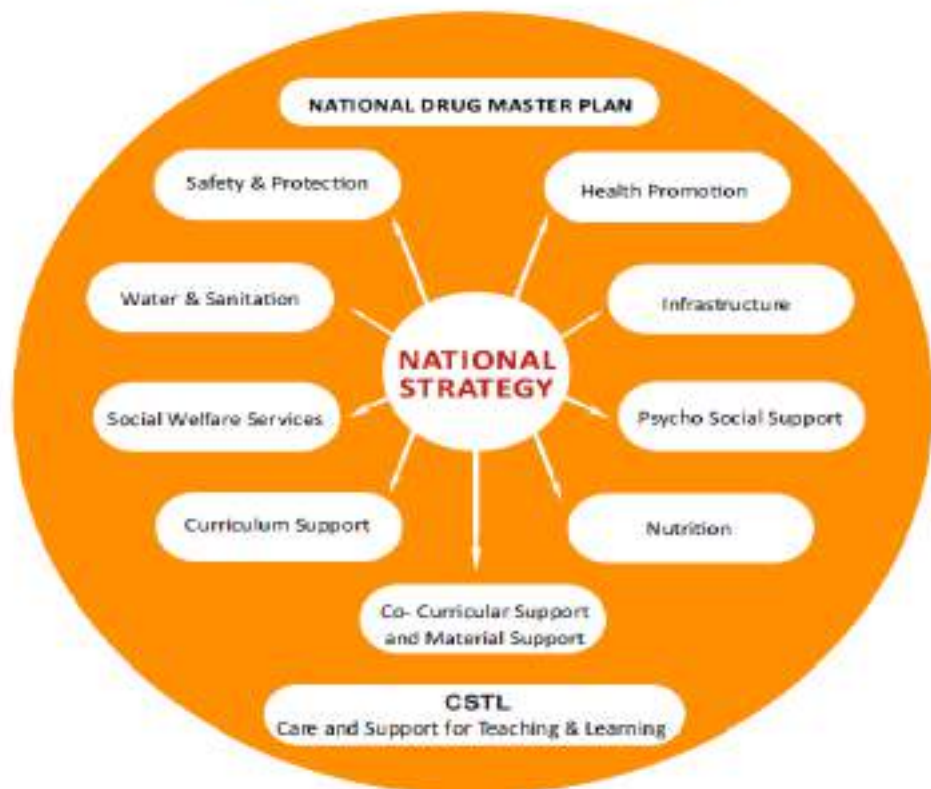 NATIONAL DRUG MASTER PLAN
Safety & Protection
Health Promotion
Water & Sanitation
Infrastructure
NATIONAL
STRATEGY
Social Welfare Services
Psycho Social Support
Curriculum Support
Nutrition
Co- Curricular Support
and Material Support
CSTL
Care and Support for Teaching & Learning